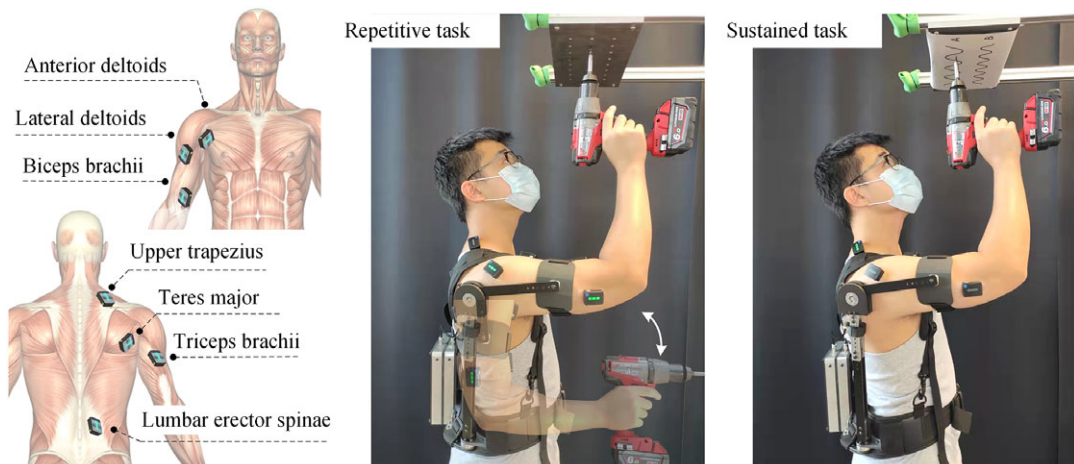 Anterior deltoids
Lateral deltoids
Biceps brachii
Upper trapezius
Teres major
Triceps brachii
Lumbar erector spinae
Repetitive task
Sustained task
A
B